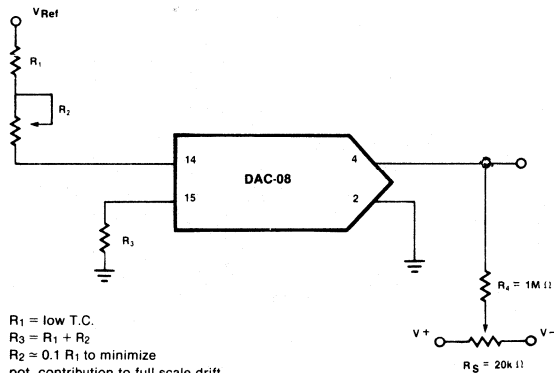 VRef
R1
R2
14
4
DAC-08
15
2
R3
R4 = 1M Ω
V+
V-
RS = 20k Ω
R1 = low T.C.
R3 = R1 + R2
R2 ≃ 0.1 R1 to minimize
pot. contribution to full scale drift